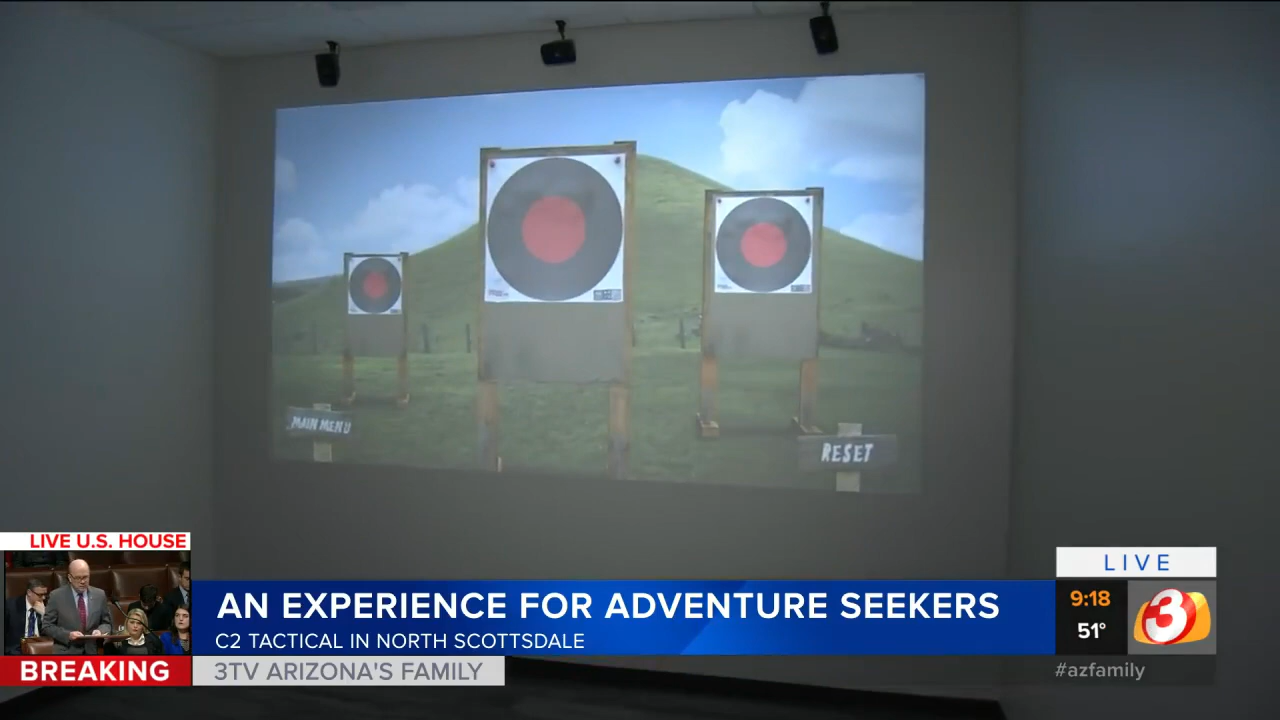 MAIN MENU
RESET
LIVE U.S. HOUSE
BREAKING
AN EXPERIENCE FOR ADVENTURE SEEKERS
C2 TACTICAL IN NORTH SCOTTSDALE
3TV ARIZONA'S FAMILY
LIVE
9:18
51°
3
#azfamily